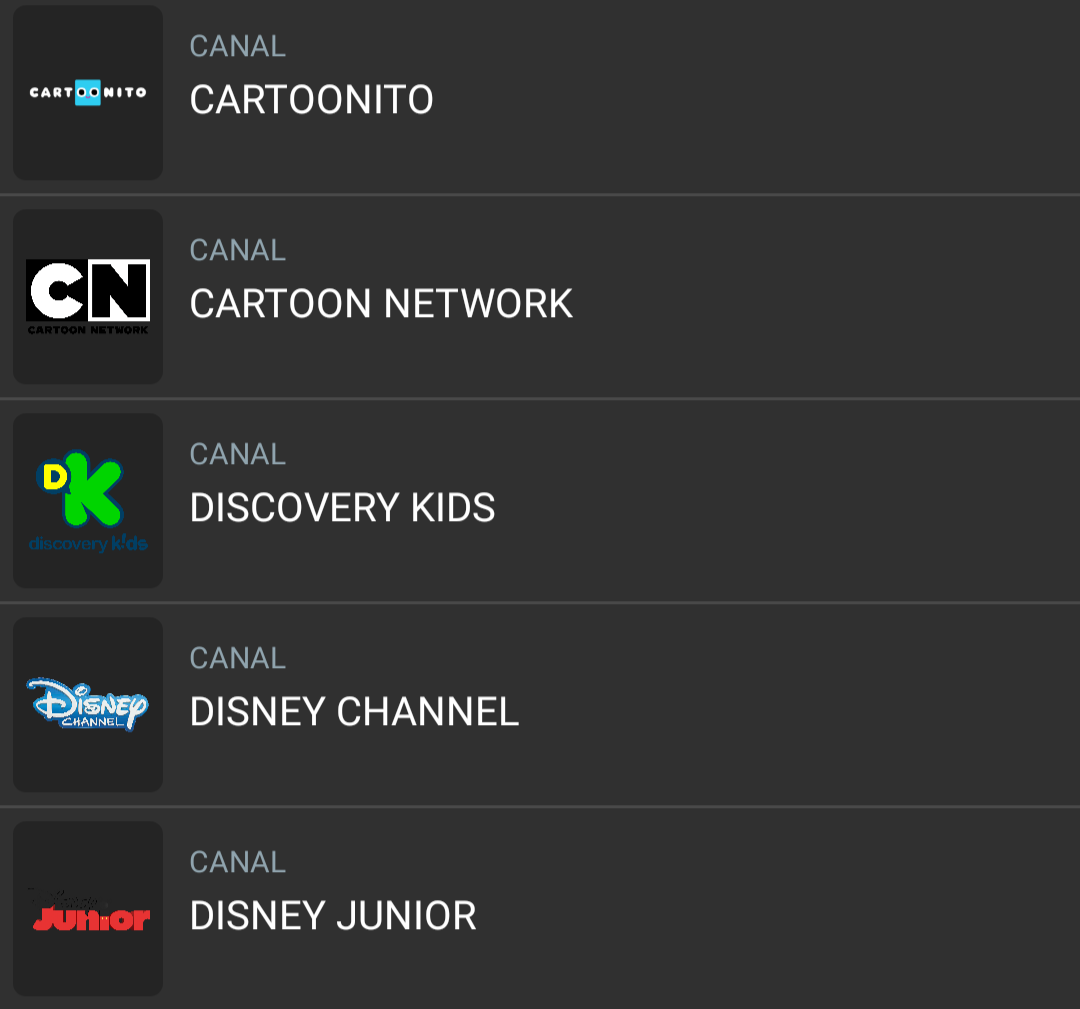 CARTOONITO
CANAL
CARTOONITO
CN
CARTOON NETWORK
CANAL
CARTOON NETWORK
DK
discovery kids
CANAL
DISCOVERY KIDS
Disney
CHANNEL
CANAL
DISNEY CHANNEL
Disney
Junior
CANAL
DISNEY JUNIOR